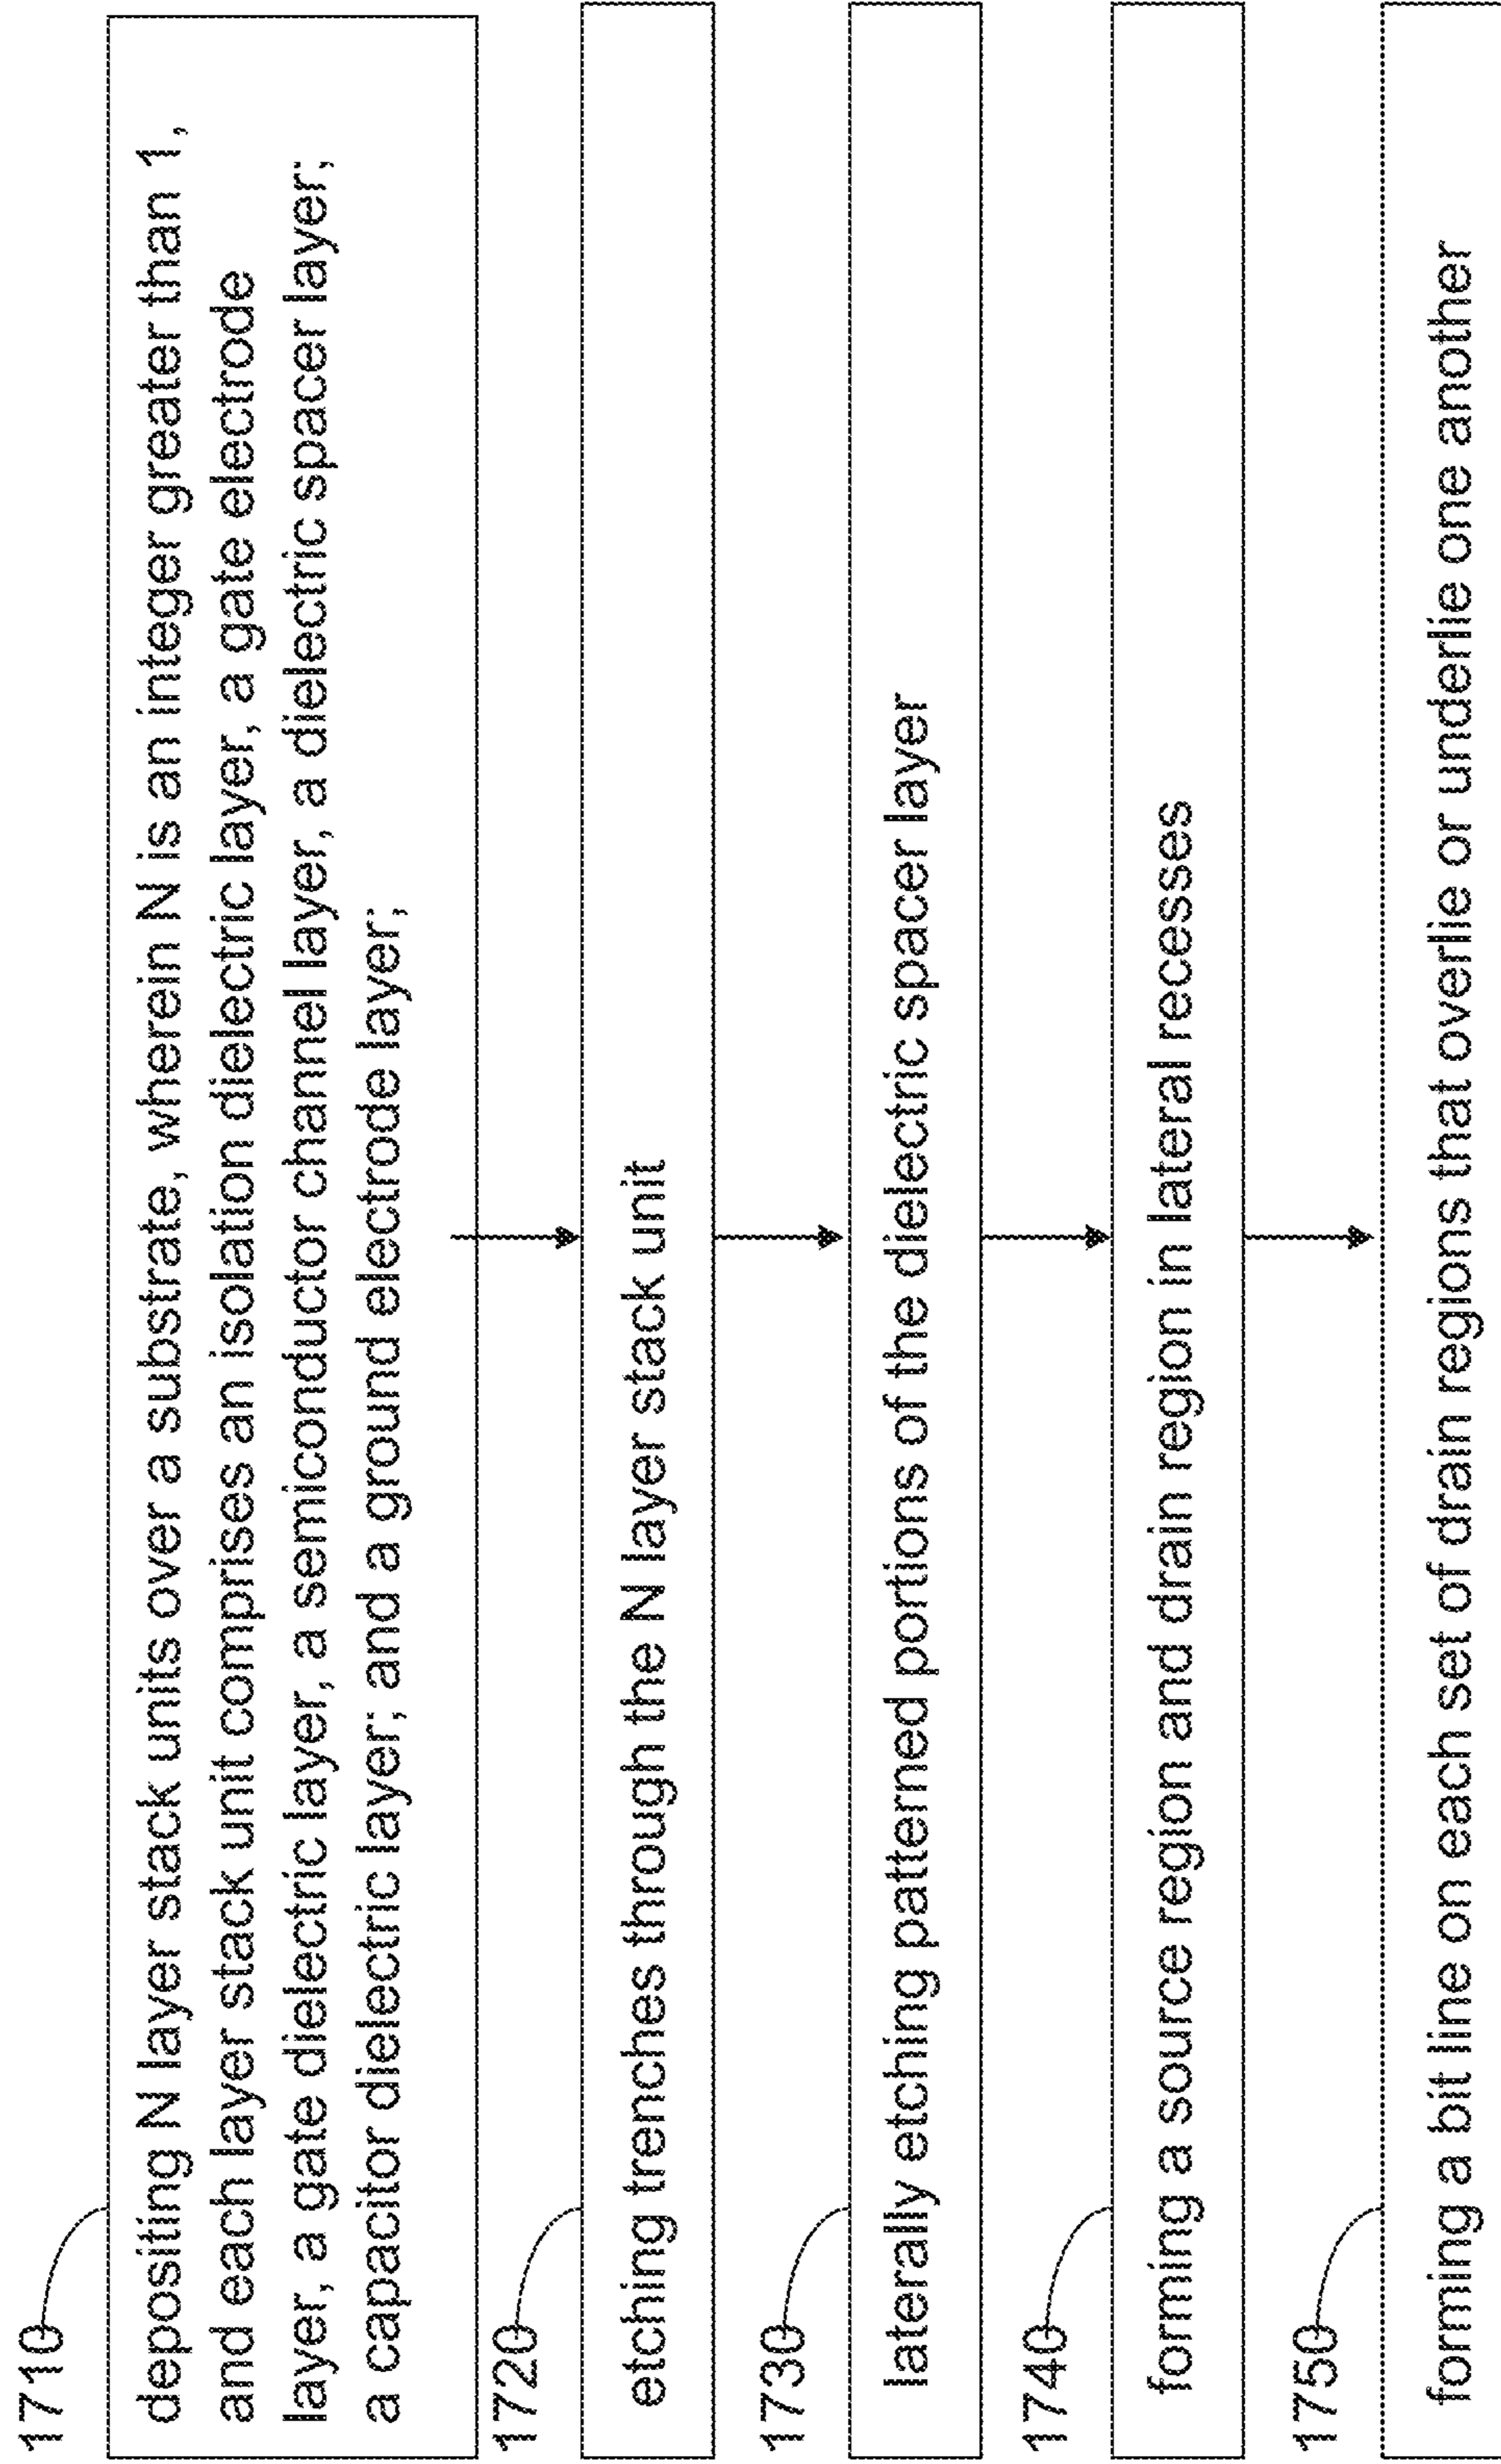 1710
depositing N layer stack units over a substrate, wherein N is an integer greater than 1,
and each layer stack unit comprises an isolation dielectric layer, a gate electrode
layer, a gate dielectric layer, a semiconductor channel layer, a dielectric spacer layer;
a capacitor dielectric layer; and a ground electrode layer;
1720
etching trenches through the N layer stack unit
1730
laterally etching patterned portions of the dielectric spacer layer
1740
forming a source region and drain region in lateral recesses
1750
forming a bit line on each set of drain regions that overlie or underlie one another